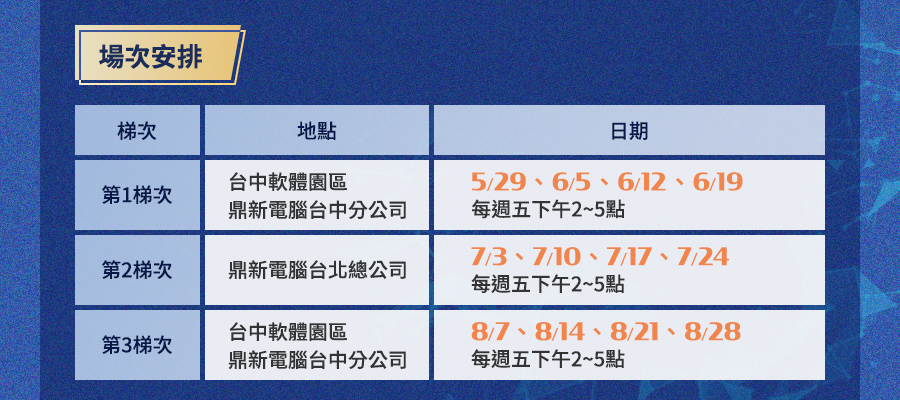 場次安排
梯次
地點
日期
第1梯次
台中軟體園區
鼎新電腦台中分公司
5/29、6/5、6/12、6/19
每週五下午2~5點
第2梯次
鼎新電腦台北總公司
7/3、7/10、7/17、7/24
每週五下午2~5點
第3梯次
台中軟體園區
鼎新電腦台中分公司
8/7、8/14、8/21、8/28
每週五下午2~5點